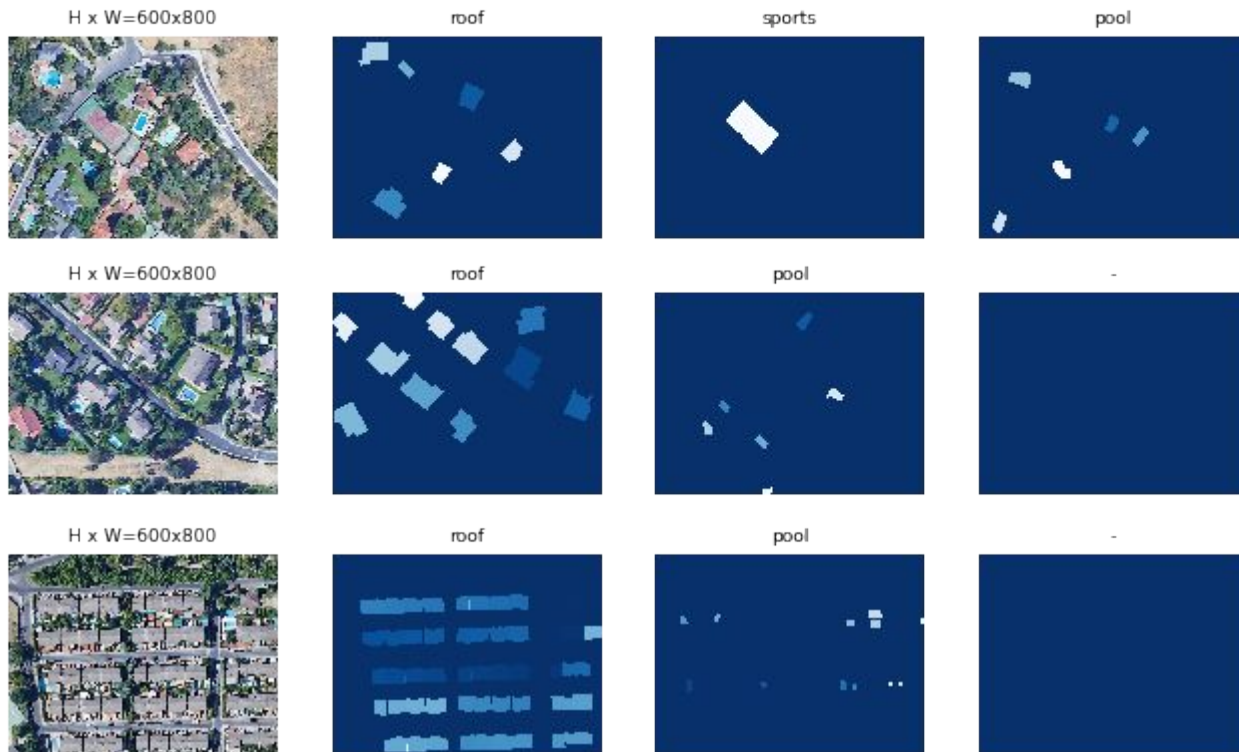 H x W=600x800 roof sports pool
H x W=600x800 roof pool -
H x W=600x800 roof pool -